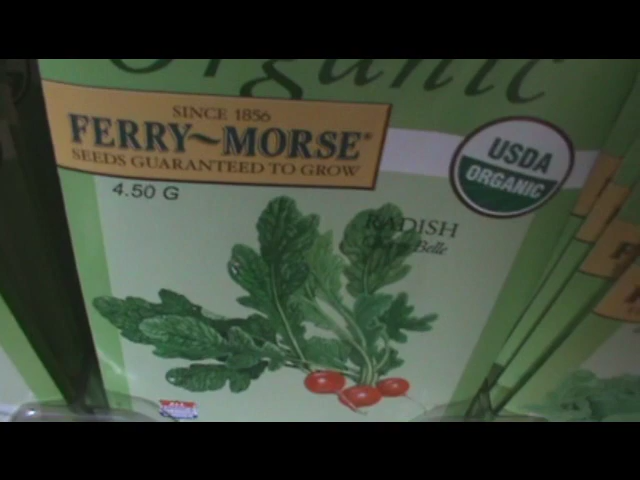 Organic
SINCE 1856
FERRY~MORSE®
SEEDS GUARANTEED TO GROW
4.50 G
USDA
ORGANIC
RADISH
Belle